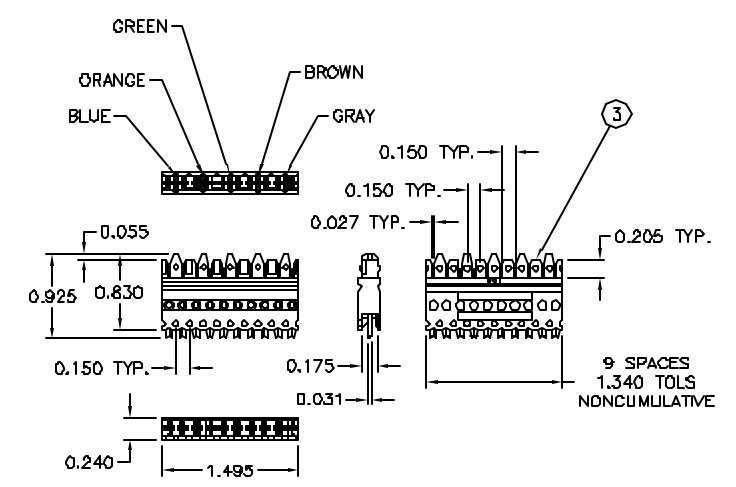 GREEN
ORANGE
BROWN
BLUE
GRAY
3
0.150 TYP.
0.150 TYP.
0.027 TYP.
0.205 TYP.
0.055
0.925
0.830
0.150 TYP.
0.175
0.031
9 SPACES
1.340 TOLS
NONCUMULATIVE
0.240
1.495